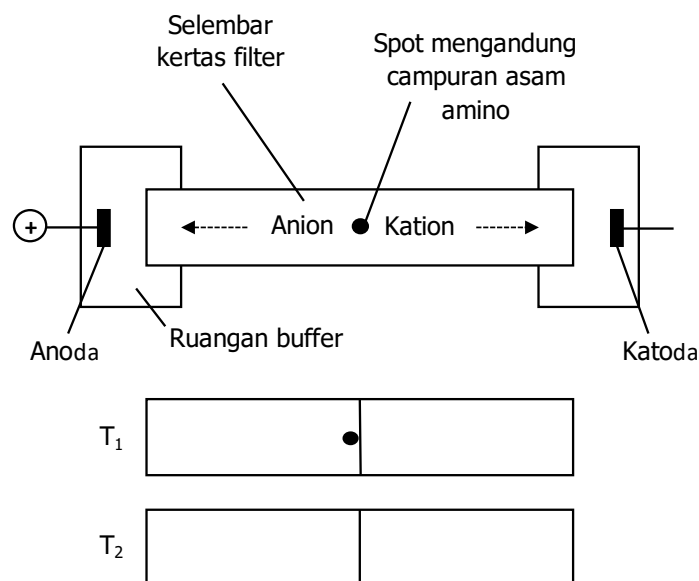 Selembar
kertas filter
Spot mengandung
campuran asam
amino
+
Anion
Kation
Ruangan buffer
Anoda
Katoda
T₁
T₂